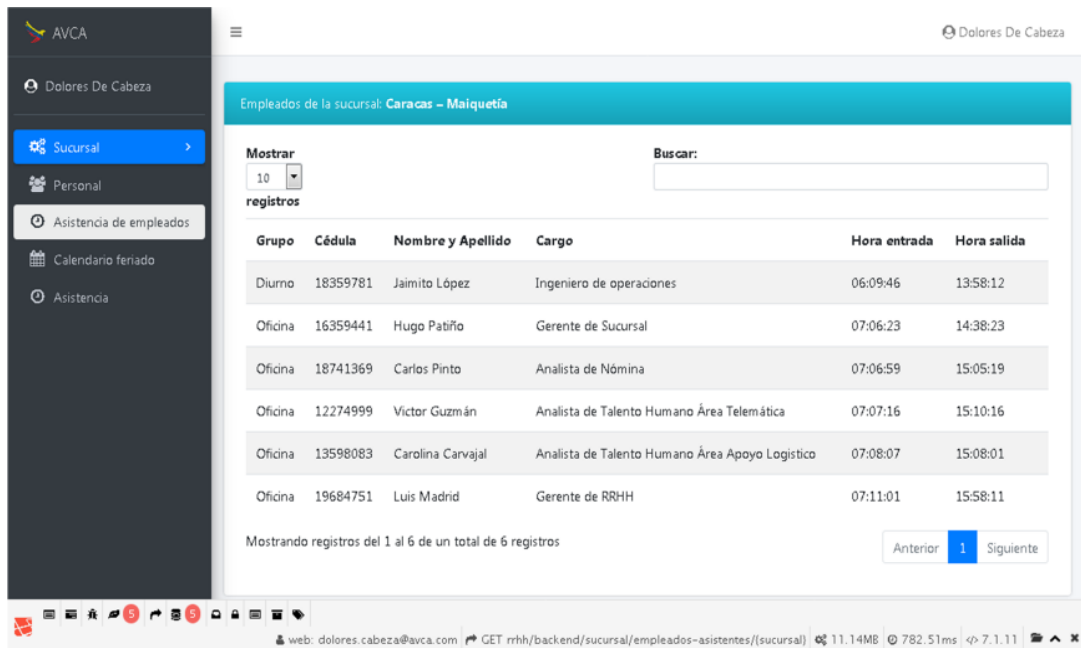 AVCA
Dolores De Cabeza
Dolores De Cabeza
Sucursal
Personal
Asistencia de empleados
Calendario feriado
Asistencia
Empleados de la sucursal: Caracas – Maiquetía
Mostrar
10
registros
Buscar:
Grupo Cédula Nombre y Apellido Cargo Hora entrada Hora salida
Diurno 18359781 Jaimito López Ingeniero de operaciones 06:09:46 13:58:12
Oficina 16359441 Hugo Patiño Gerente de Sucursal 07:06:23 14:38:23
Oficina 18741369 Carlos Pinto Analista de Nómina 07:06:59 15:05:19
Oficina 12274999 Victor Guzmán Analista de Talento Humano Área Telemática 07:07:16 15:10:16
Oficina 13598083 Carolina Carvajal Analista de Talento Humano Área Apoyo Logistico 07:08:07 15:08:01
Oficina 19684751 Luis Madrid Gerente de RRHH 07:11:01 15:58:11
Mostrando registros del 1 al 6 de un total de 6 registros
Anterior 1 Siguiente
5 5
web: dolores.cabeza@avca.com GET rrhh/backend/sucursal/empleados-asistentes/{sucursal} 11.14MB 782.51ms 7.1.11